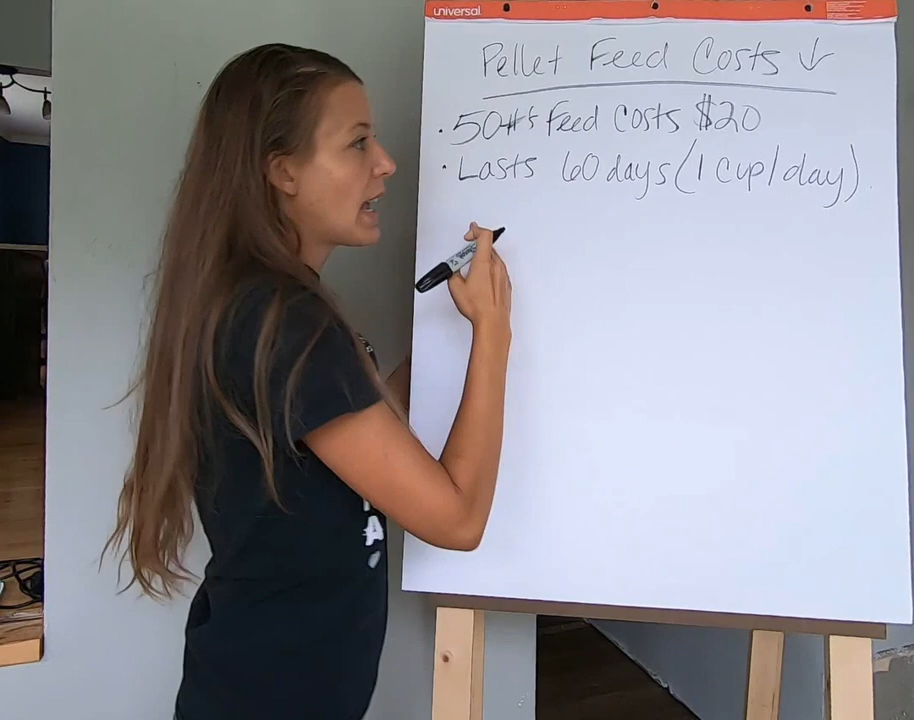 universal
Pellet Feed Costs ↓
· 50#'s Feed Costs $20
· Lasts 60 days (1 cup/day).
A